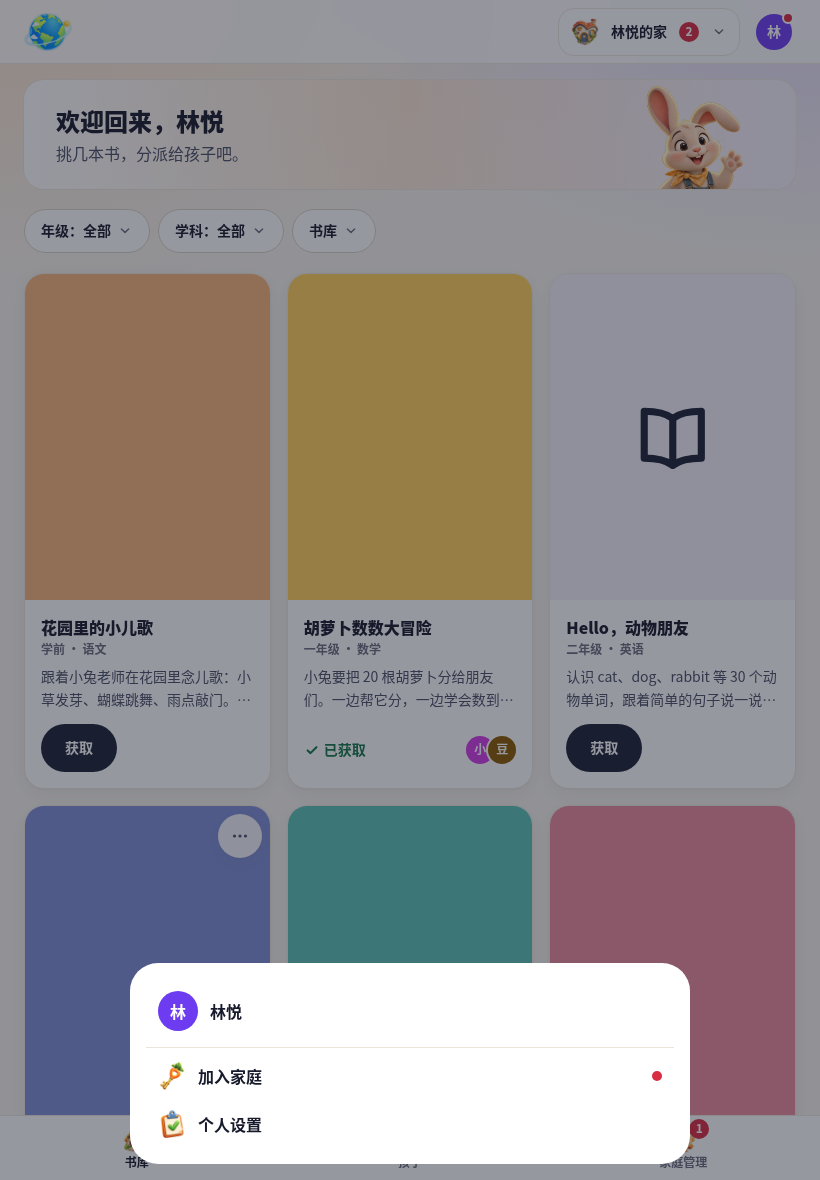 林悦的家 2 林
欢迎回来，林悦
挑几本书，分派给孩子吧。
年级：全部 学科：全部 书库
花园里的小儿歌
学前 · 语文
跟着小兔老师在花园里念儿歌：小
草发芽、蝴蝶跳舞、雨点敲门。…
获取
胡萝卜数数大冒险
一年级 · 数学
小兔要把 20 根胡萝卜分给朋友
们。一边帮它分，一边学会数到…
已获取 小 豆
Hello，动物朋友
二年级 · 英语
认识 cat、dog、rabbit 等 30 个动
物单词，跟着简单的句子说一说…
获取
林 林悦
加入家庭
个人设置
1
书库 孩子 家庭管理